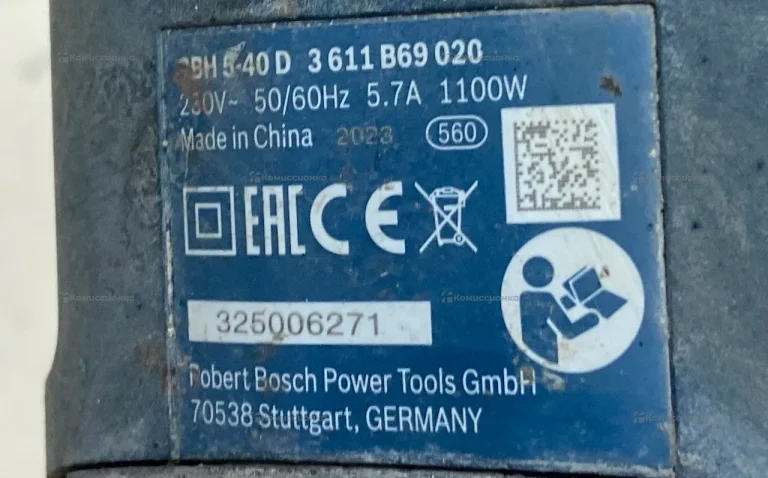 GBH 5-40 D 3 611 B69 020
230V~ 50/60Hz 5.7A 1100W
Made in China 2023 560
EAC CE
325006271
Robert Bosch Power Tools GmbH
70538 Stuttgart, GERMANY
Комиссионка